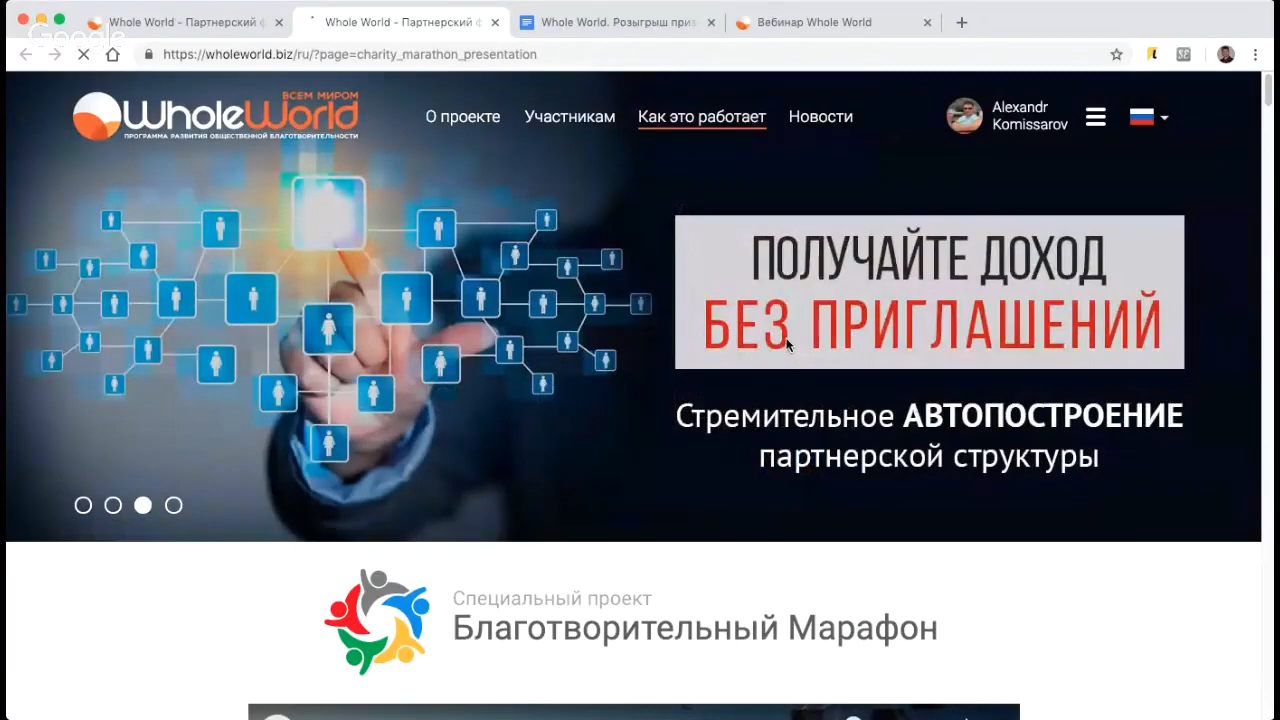 Whole World - Партнерский ф
Whole World - Партнерский ф
Whole World. Розыгрыш приз
Вебинар Whole World
Google
https://wholeworld.biz/ru/?page=charity_marathon_presentation
ВСЕМ МИРОМ
WholeWorld
ПРОГРАММА РАЗВИТИЯ ОБЩЕСТВЕННОЙ БЛАГОТВОРИТЕЛЬНОСТИ
О проекте Участникам Как это работает Новости
Alexandr
Komissarov
ПОЛУЧАЙТЕ ДОХОД
БЕЗ ПРИГЛАШЕНИЙ
Стремительное АВТОПОСТРОЕНИЕ
партнерской структуры
Специальный проект
Благотворительный Марафон